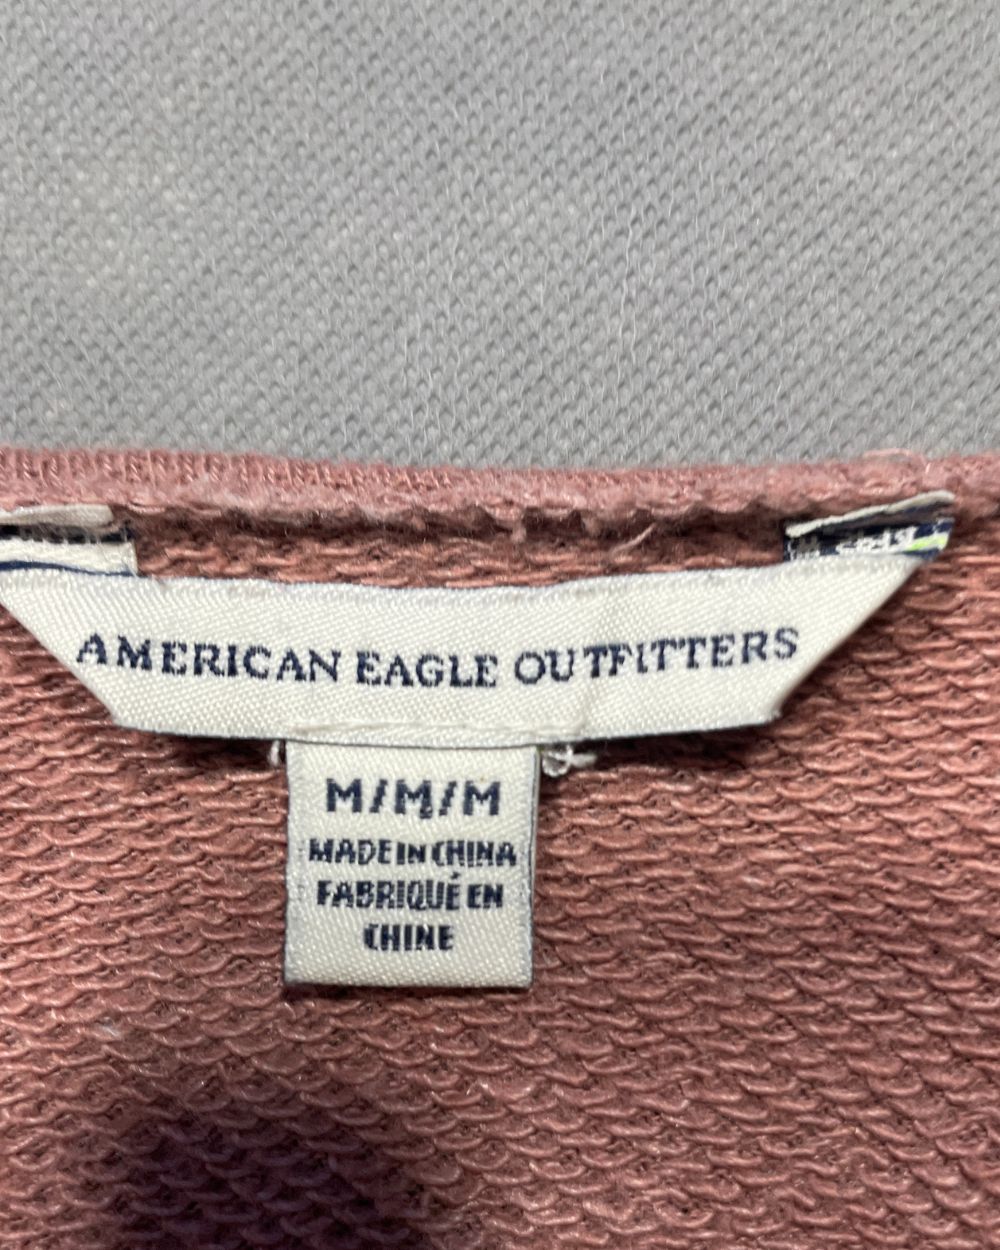 AMERICAN EAGLE OUTFITTERS
M/M/M
MADE IN CHINA
FABRIQUÉ EN
CHINE